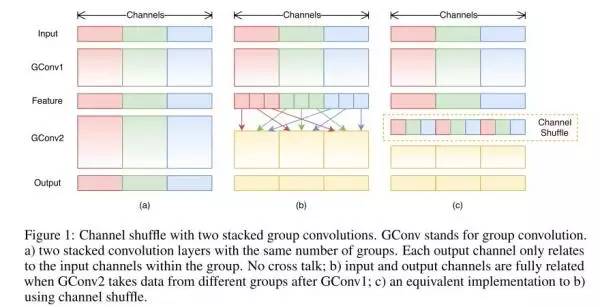 Channels Channels Channels
Input
GConv1
Feature
GConv2
Channel
Shuffle
Output
(a) (b) (c)
Figure 1: Channel shuffle with two stacked group convolutions. GConv stands for group convolution.
a) two stacked convolution layers with the same number of groups. Each output channel only relates
to the input channels within the group. No cross talk; b) input and output channels are fully related
when GConv2 takes data from different groups after GConv1; c) an equivalent implementation to b)
using channel shuffle.